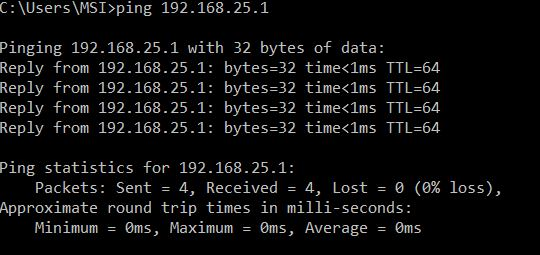 C:\Users\MSI>ping 192.168.25.1
Pinging 192.168.25.1 with 32 bytes of data:
Reply from 192.168.25.1: bytes=32 time<1ms TTL=64
Reply from 192.168.25.1: bytes=32 time<1ms TTL=64
Reply from 192.168.25.1: bytes=32 time<1ms TTL=64
Reply from 192.168.25.1: bytes=32 time<1ms TTL=64
Ping statistics for 192.168.25.1:
Packets: Sent = 4, Received = 4, Lost = 0 (0% loss),
Approximate round trip times in milli-seconds:
Minimum = 0ms, Maximum = 0ms, Average = 0ms